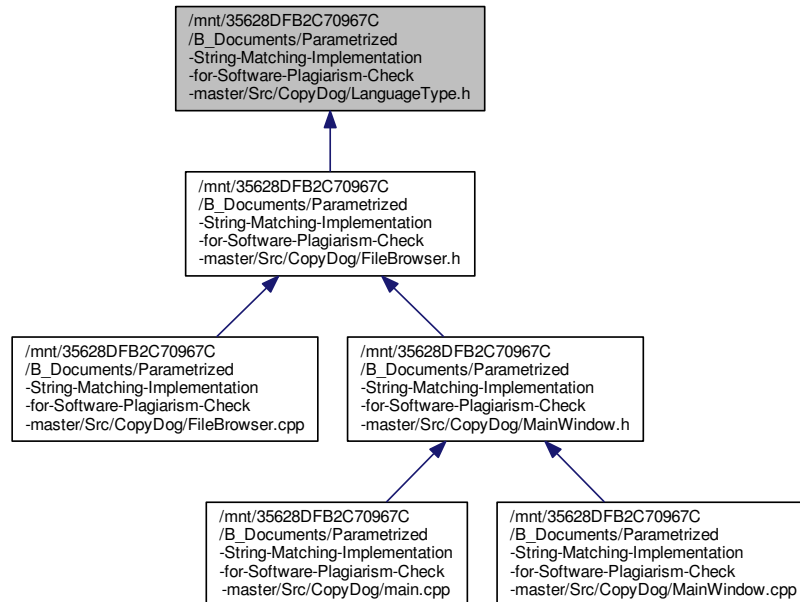 /mnt/35628DFB2C70967C
/B_Documents/Parametrized
-String-Matching-Implementation
-for-Software-Plagiarism-Check
-master/Src/CopyDog/LanguageType.h
/mnt/35628DFB2C70967C
/B_Documents/Parametrized
-String-Matching-Implementation
-for-Software-Plagiarism-Check
-master/Src/CopyDog/FileBrowser.h
/mnt/35628DFB2C70967C
/B_Documents/Parametrized
-String-Matching-Implementation
-for-Software-Plagiarism-Check
-master/Src/CopyDog/FileBrowser.cpp
/mnt/35628DFB2C70967C
/B_Documents/Parametrized
-String-Matching-Implementation
-for-Software-Plagiarism-Check
-master/Src/CopyDog/MainWindow.h
/mnt/35628DFB2C70967C
/B_Documents/Parametrized
-String-Matching-Implementation
-for-Software-Plagiarism-Check
-master/Src/CopyDog/main.cpp
/mnt/35628DFB2C70967C
/B_Documents/Parametrized
-String-Matching-Implementation
-for-Software-Plagiarism-Check
-master/Src/CopyDog/MainWindow.cpp